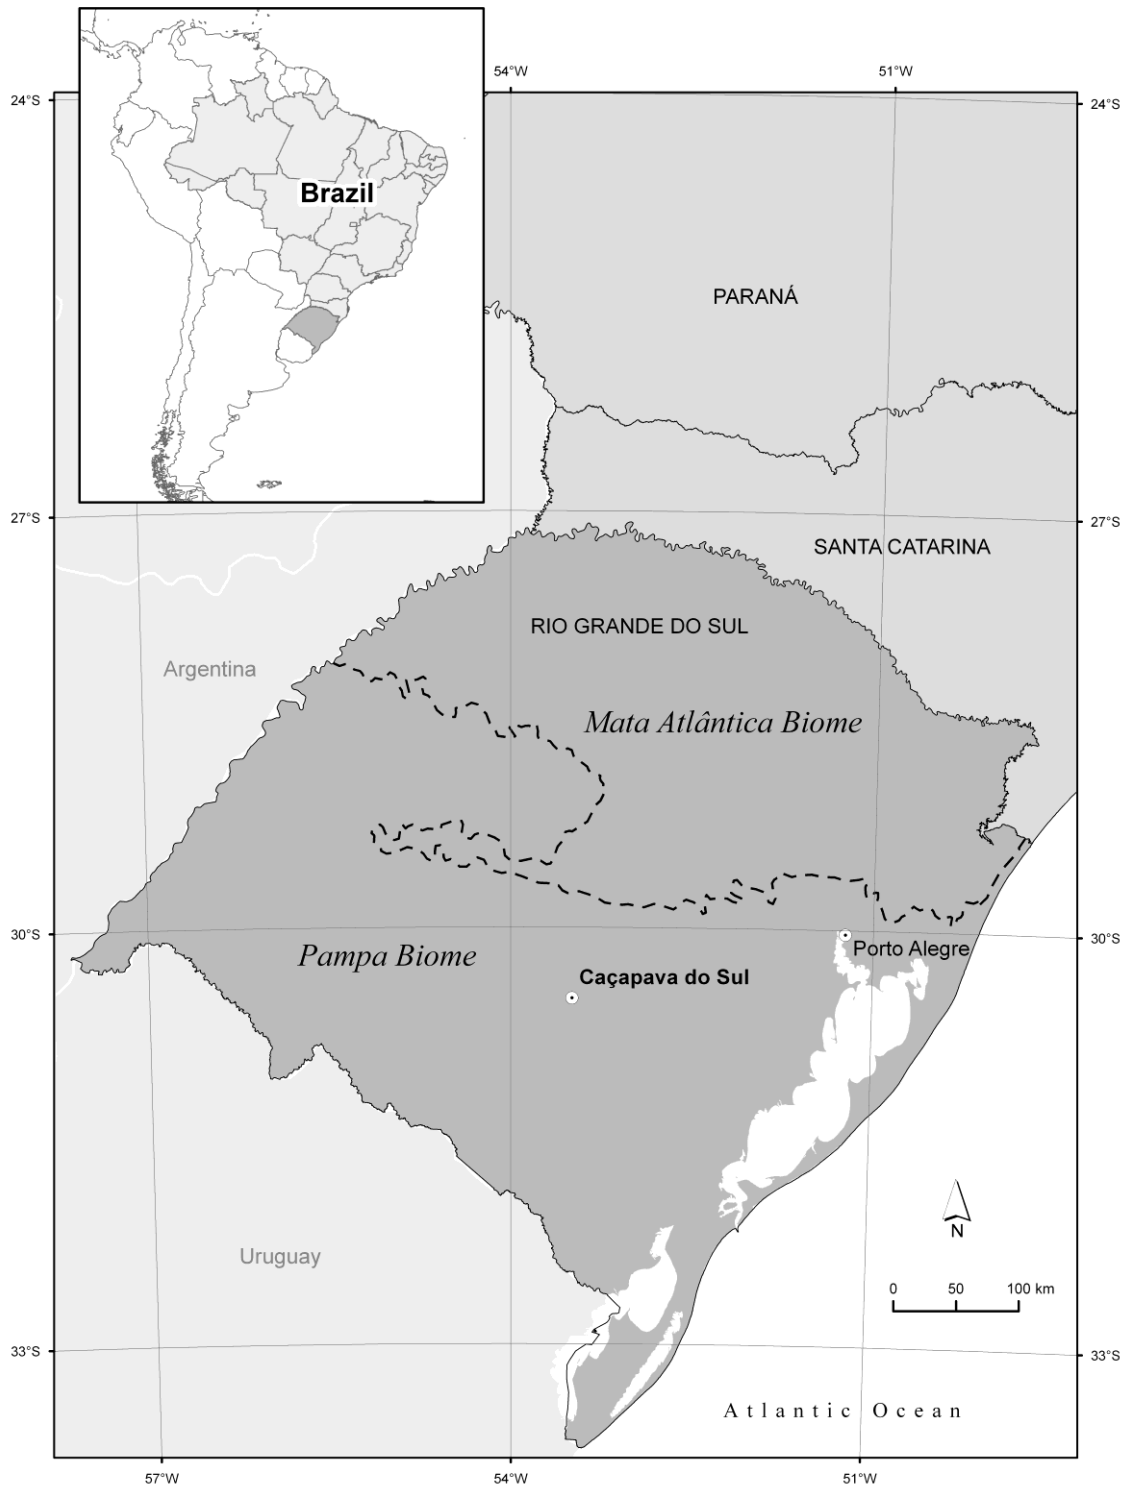 54°W
51°W
24°S
24°S
Brazil
PARANÁ
27°S
27°S
SANTA CATARINA
RIO GRANDE DO SUL
Argentina
Mata Atlântica Biome
30°S
30°S
Porto Alegre
Pampa Biome
Caçapava do Sul
N
Uruguay
0 50 100 km
33°S
33°S
Atlantic Ocean
57°W
54°W
51°W